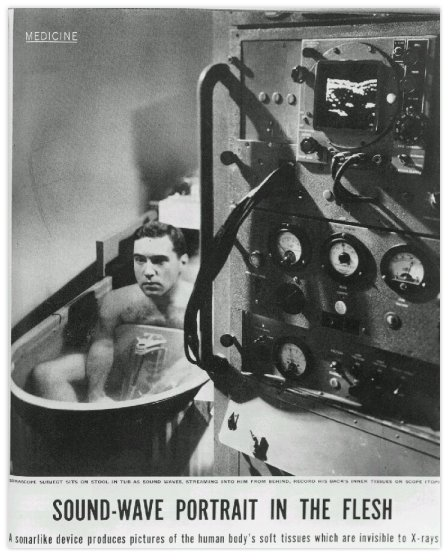 MEDICINE
SUBJECT SITS ON STOOL IN TUB AS SOUND WAVES, STREAMING INTO HIM FROM BEHIND, RECORD HIS BACK'S INNER TISSUES ON SCOPE (TOP)
SOUND-WAVE PORTRAIT IN THE FLESH
A sonarlike device produces pictures of the human body's soft tissues which are invisible to X-rays